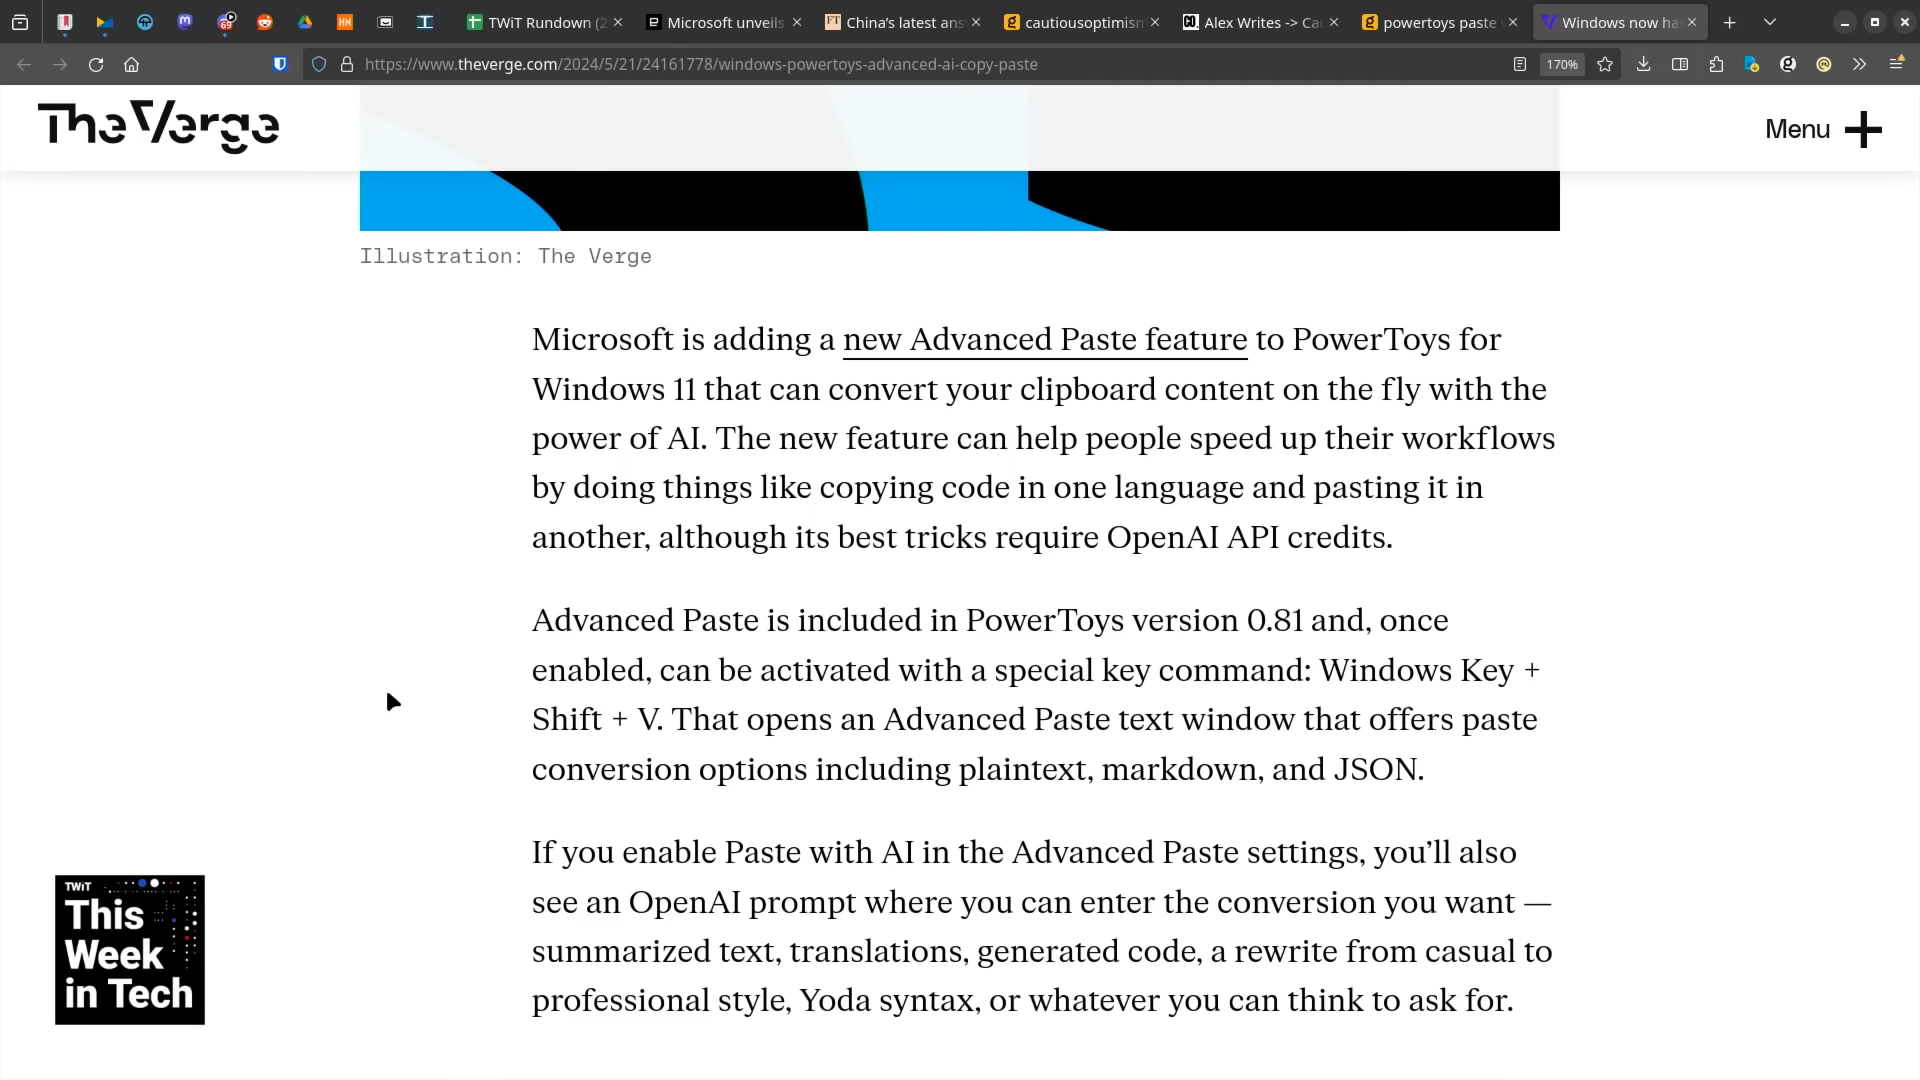 TWiT Rundown (2
Microsoft unveils
China's latest ans
cautiousoptimism
Alex Writes -> Ca
powertoys paste
Windows now ha
https://www.theverge.com/2024/5/21/24161778/windows-powertoys-advanced-ai-copy-paste
170%
The Verge
Menu
Illustration: The Verge
Microsoft is adding a new Advanced Paste feature to PowerToys for
Windows 11 that can convert your clipboard content on the fly with the
power of AI. The new feature can help people speed up their workflows
by doing things like copying code in one language and pasting it in
another, although its best tricks require OpenAI API credits.
Advanced Paste is included in PowerToys version 0.81 and, once
enabled, can be activated with a special key command: Windows Key +
Shift + V. That opens an Advanced Paste text window that offers paste
conversion options including plaintext, markdown, and JSON.
If you enable Paste with AI in the Advanced Paste settings, you'll also
see an OpenAI prompt where you can enter the conversion you want —
summarized text, translations, generated code, a rewrite from casual to
professional style, Yoda syntax, or whatever you can think to ask for.
TWiT
This
Week
in Tech